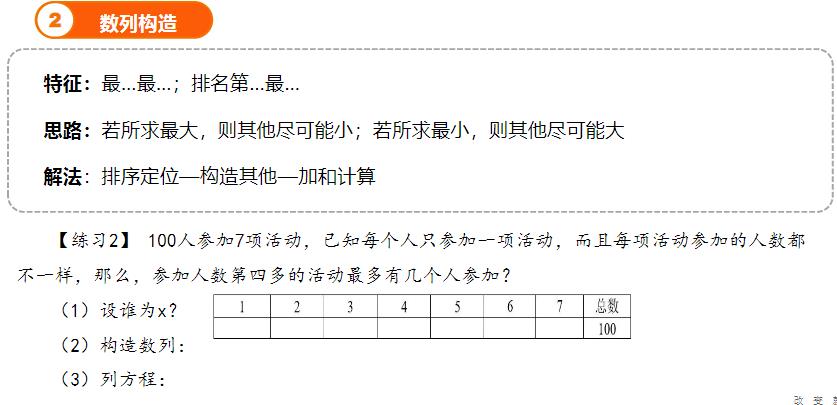 2 数列构造
特征：最…最…；排名第…最…
思路：若所求最大，则其他尽可能小；若所求最小，则其他尽可能大
解法：排序定位—构造其他—加和计算
【练习2】 100人参加7项活动，已知每个人只参加一项活动，而且每项活动参加的人数都
不一样，那么，参加人数第四多的活动最多有几个人参加？
（1）设谁为x？
1 2 3 4 5 6 7 总数
100
（2）构造数列：
（3）列方程：
改 变